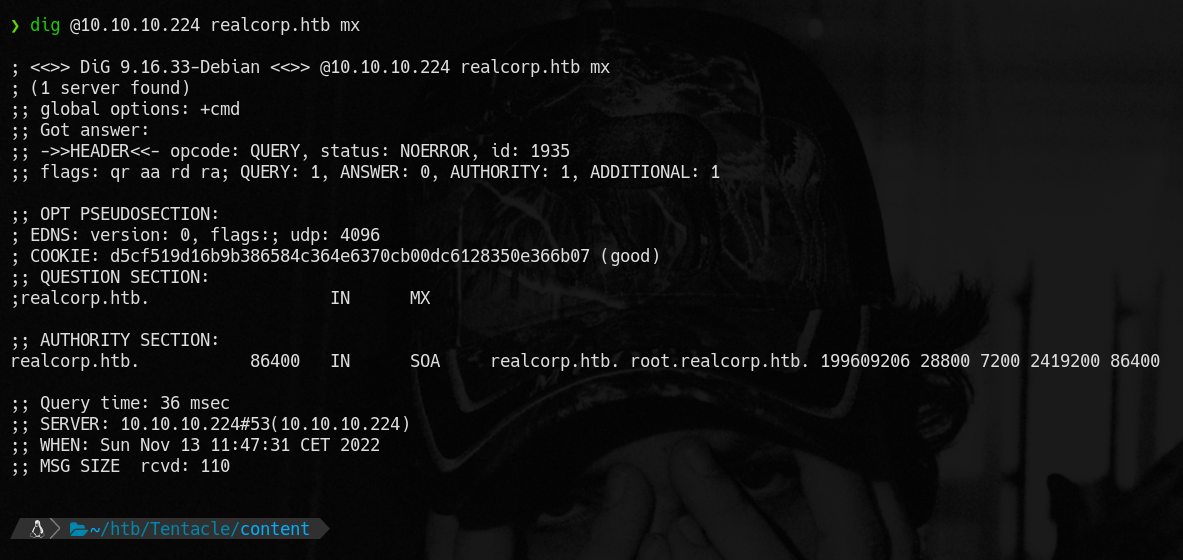 ❯ dig @10.10.10.224 realcorp.htb mx
; <<>> DiG 9.16.33-Debian <<>> @10.10.10.224 realcorp.htb mx
; (1 server found)
;; global options: +cmd
;; Got answer:
;; ->>HEADER<<- opcode: QUERY, status: NOERROR, id: 1935
;; flags: qr aa rd ra; QUERY: 1, ANSWER: 0, AUTHORITY: 1, ADDITIONAL: 1
;; OPT PSEUDOSECTION:
; EDNS: version: 0, flags:; udp: 4096
; COOKIE: d5cf519d16b9b386584c364e6370cb00dc6128350e366b07 (good)
;; QUESTION SECTION:
;realcorp.htb. IN MX
;; AUTHORITY SECTION:
realcorp.htb. 86400 IN SOA realcorp.htb. root.realcorp.htb. 199609206 28800 7200 2419200 86400
;; Query time: 36 msec
;; SERVER: 10.10.10.224#53(10.10.10.224)
;; WHEN: Sun Nov 13 11:47:31 CET 2022
;; MSG SIZE rcvd: 110
~/htb/Tentacle/content